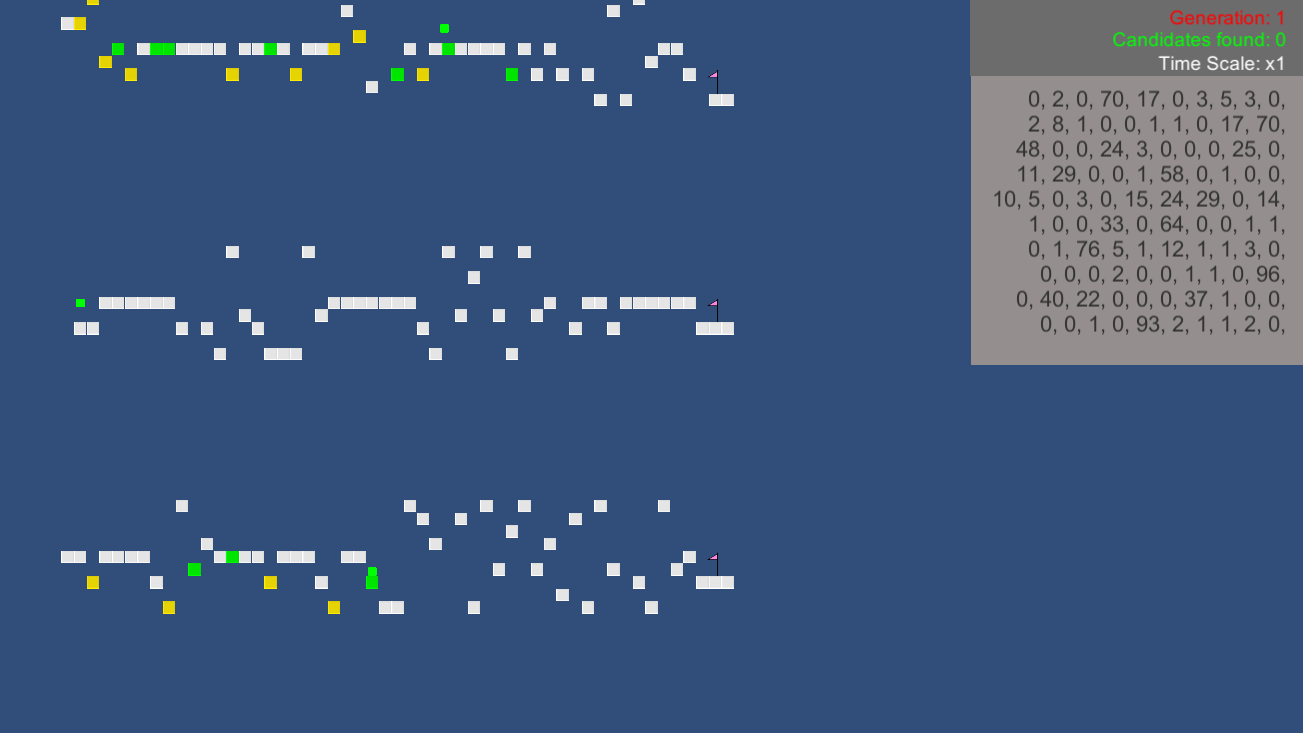 Generation: 1
Candidates found: 0
Time Scale: x1
0, 2, 0, 70, 17, 0, 3, 5, 3, 0,
2, 8, 1, 0, 0, 1, 1, 0, 17, 70,
48, 0, 0, 24, 3, 0, 0, 0, 25, 0,
11, 29, 0, 0, 1, 58, 0, 1, 0, 0,
10, 5, 0, 3, 0, 15, 24, 29, 0, 14,
1, 0, 0, 33, 0, 64, 0, 0, 1, 1,
0, 1, 76, 5, 1, 12, 1, 1, 3, 0,
0, 0, 0, 2, 0, 0, 1, 1, 0, 96,
0, 40, 22, 0, 0, 0, 37, 1, 0, 0,
0, 0, 1, 0, 93, 2, 1, 1, 2, 0,